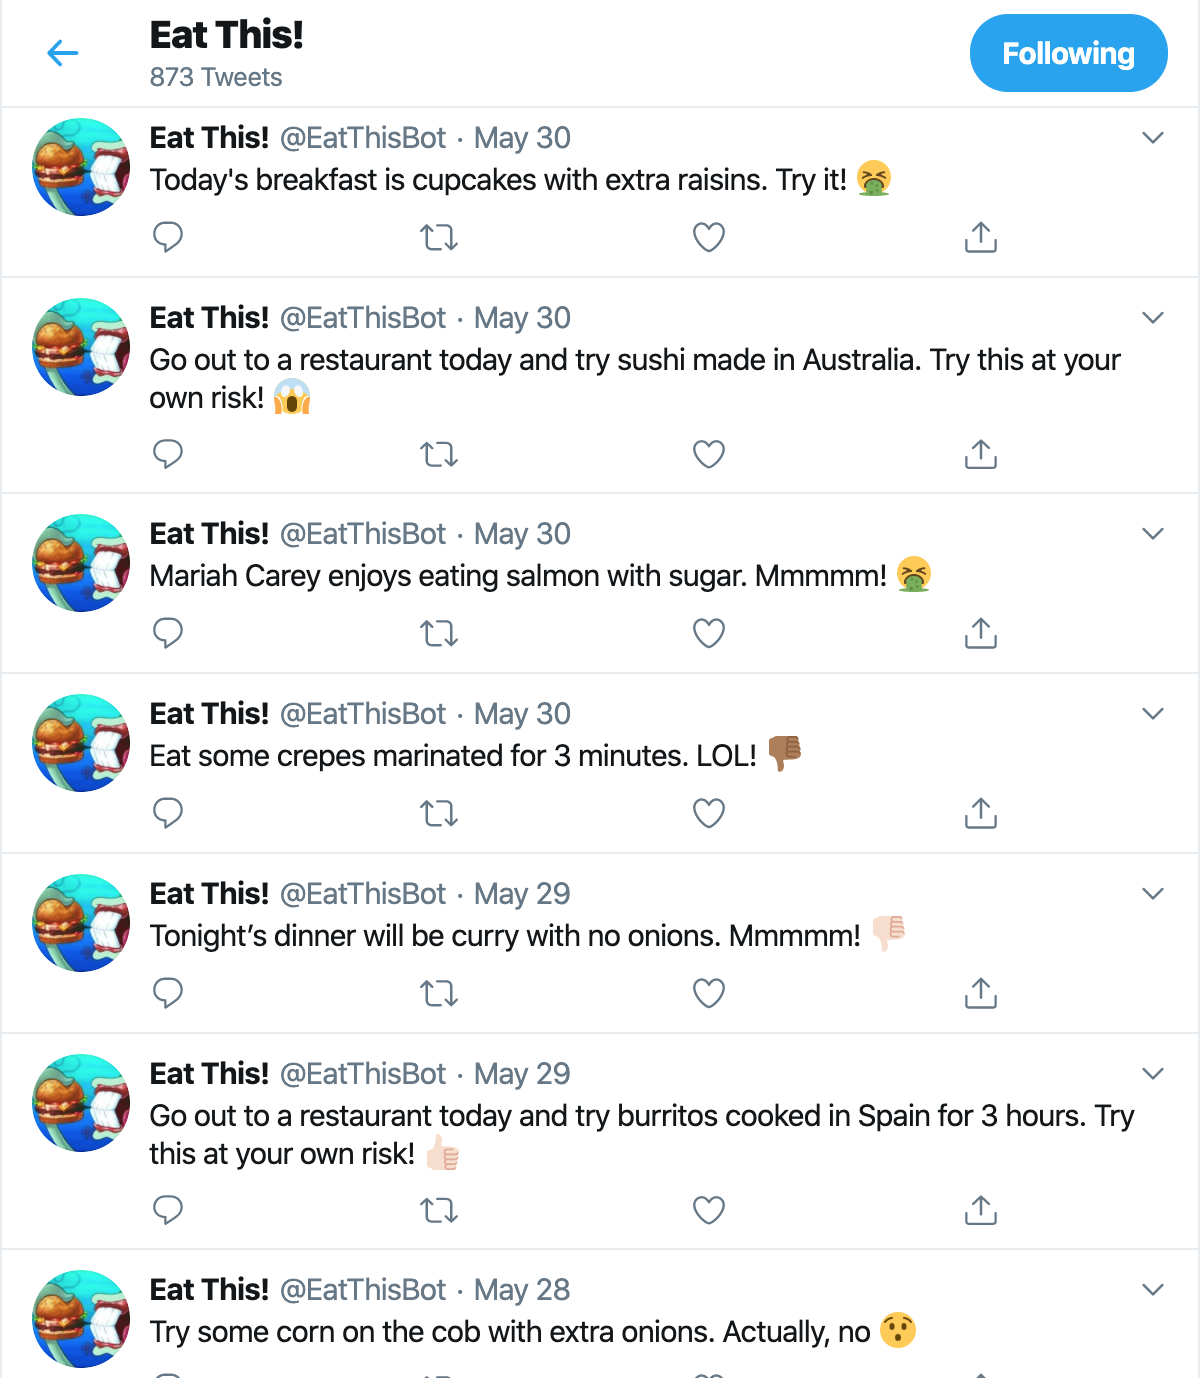 Eat This!
873 Tweets
Following
Eat This! @EatThisBot · May 30
Today's breakfast is cupcakes with extra raisins. Try it! 🤮
Eat This! @EatThisBot · May 30
Go out to a restaurant today and try sushi made in Australia. Try this at your
own risk! 😱
Eat This! @EatThisBot · May 30
Mariah Carey enjoys eating salmon with sugar. Mmmmm! 🤮
Eat This! @EatThisBot · May 30
Eat some crepes marinated for 3 minutes. LOL! 👎🏾
Eat This! @EatThisBot · May 29
Tonight’s dinner will be curry with no onions. Mmmmm! 👎🏻
Eat This! @EatThisBot · May 29
Go out to a restaurant today and try burritos cooked in Spain for 3 hours. Try
this at your own risk! 👍🏻
Eat This! @EatThisBot · May 28
Try some corn on the cob with extra onions. Actually, no 😯